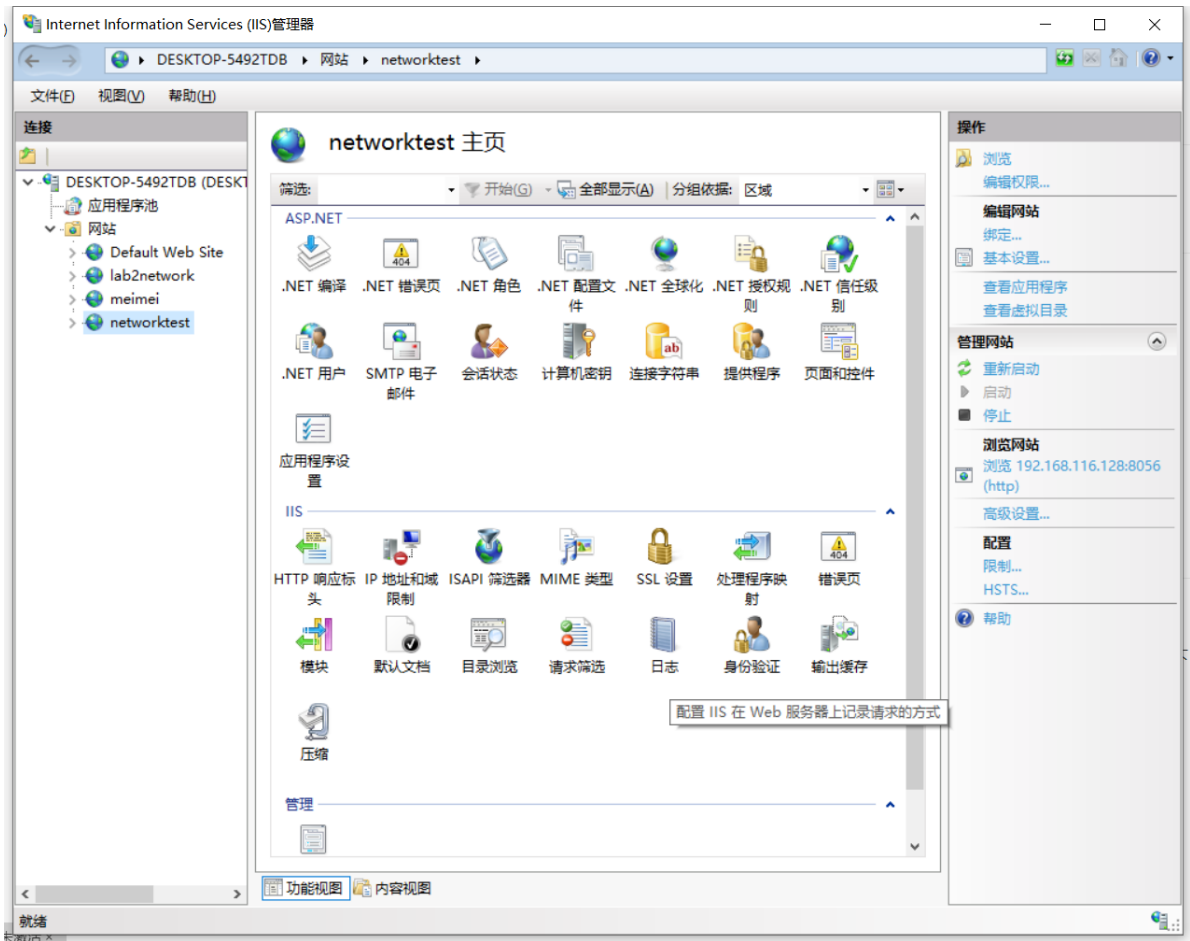 Internet Information Services (IIS)管理器
DESKTOP-5492TDB
网站
networktest
文件(F)
视图(V)
帮助(H)
连接
DESKTOP-5492TDB (DESKT
应用程序池
网站
Default Web Site
lab2network
meimei
networktest
networktest 主页
筛选:
开始(G)
全部显示(A)
分组依据:
区域
ASP.NET
.NET 编译
.NET 错误页
.NET 角色
.NET 配置文
件
.NET 全球化
.NET 授权规
则
.NET 信任级
别
.NET 用户
SMTP 电子
邮件
会话状态
计算机密钥
连接字符串
提供程序
页面和控件
应用程序设
置
IIS
HTTP 响应标
头
IP 地址和域
限制
ISAPI 筛选器
MIME 类型
SSL 设置
处理程序映
射
错误页
模块
默认文档
目录浏览
请求筛选
日志
身份验证
输出缓存
配置 IIS 在 Web 服务器上记录请求的方式
压缩
管理
功能视图
内容视图
就绪
操作
浏览
编辑权限...
编辑网站
绑定...
基本设置...
查看应用程序
查看虚拟目录
管理网站
重新启动
启动
停止
浏览网站
浏览 192.168.116.128:8056
(http)
高级设置...
配置
限制...
HSTS...
帮助